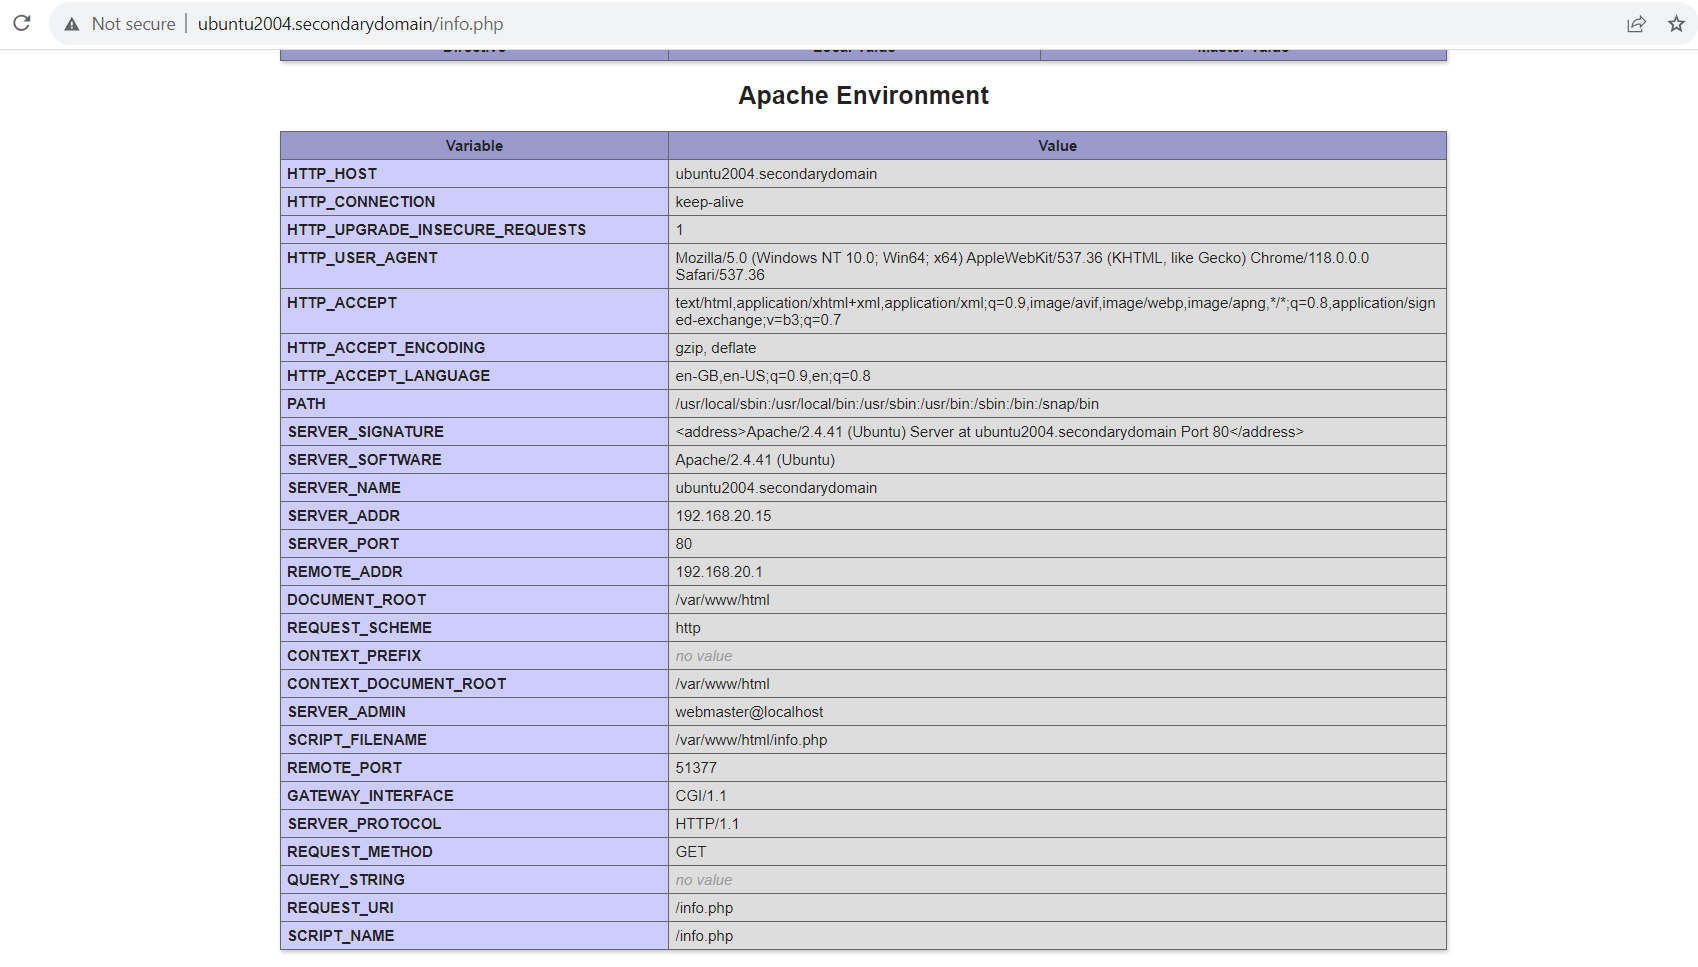 Not secure ubuntu2004.secondarydomain/info.php
Directive Local Value Master Value
Apache Environment
Variable Value
HTTP_HOST ubuntu2004.secondarydomain
HTTP_CONNECTION keep-alive
HTTP_UPGRADE_INSECURE_REQUESTS 1
HTTP_USER_AGENT Mozilla/5.0 (Windows NT 10.0; Win64; x64) AppleWebKit/537.36 (KHTML, like Gecko) Chrome/118.0.0.0
Safari/537.36
HTTP_ACCEPT text/html,application/xhtml+xml,application/xml;q=0.9,image/avif,image/webp,image/apng,*/*;q=0.8,application/sign
ed-exchange;v=b3;q=0.7
HTTP_ACCEPT_ENCODING gzip, deflate
HTTP_ACCEPT_LANGUAGE en-GB,en-US;q=0.9,en;q=0.8
PATH /usr/local/sbin:/usr/local/bin:/usr/sbin:/usr/bin:/sbin:/bin:/snap/bin
SERVER_SIGNATURE <address>Apache/2.4.41 (Ubuntu) Server at ubuntu2004.secondarydomain Port 80</address>
SERVER_SOFTWARE Apache/2.4.41 (Ubuntu)
SERVER_NAME ubuntu2004.secondarydomain
SERVER_ADDR 192.168.20.15
SERVER_PORT 80
REMOTE_ADDR 192.168.20.1
DOCUMENT_ROOT /var/www/html
REQUEST_SCHEME http
CONTEXT_PREFIX no value
CONTEXT_DOCUMENT_ROOT /var/www/html
SERVER_ADMIN webmaster@localhost
SCRIPT_FILENAME /var/www/html/info.php
REMOTE_PORT 51377
GATEWAY_INTERFACE CGI/1.1
SERVER_PROTOCOL HTTP/1.1
REQUEST_METHOD GET
QUERY_STRING no value
REQUEST_URI /info.php
SCRIPT_NAME /info.php